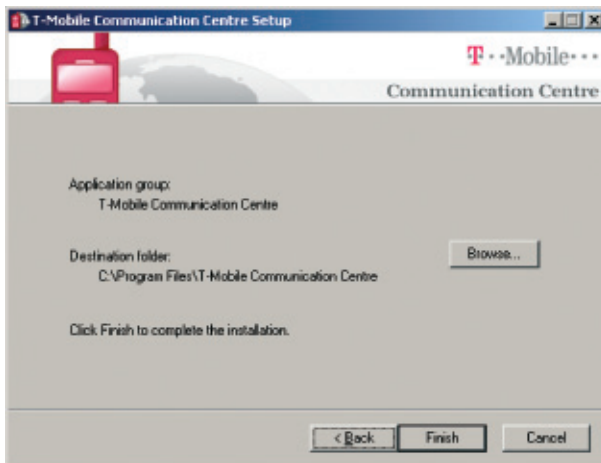 T-Mobile Communication Centre Setup
T··Mobile···
Communication Centre
Application group:
T-Mobile Communication Centre
Destination folder:
Browse...
C:\Program Files\T-Mobile Communication Centre
Click Finish to complete the installation.
< Back
Finish
Cancel